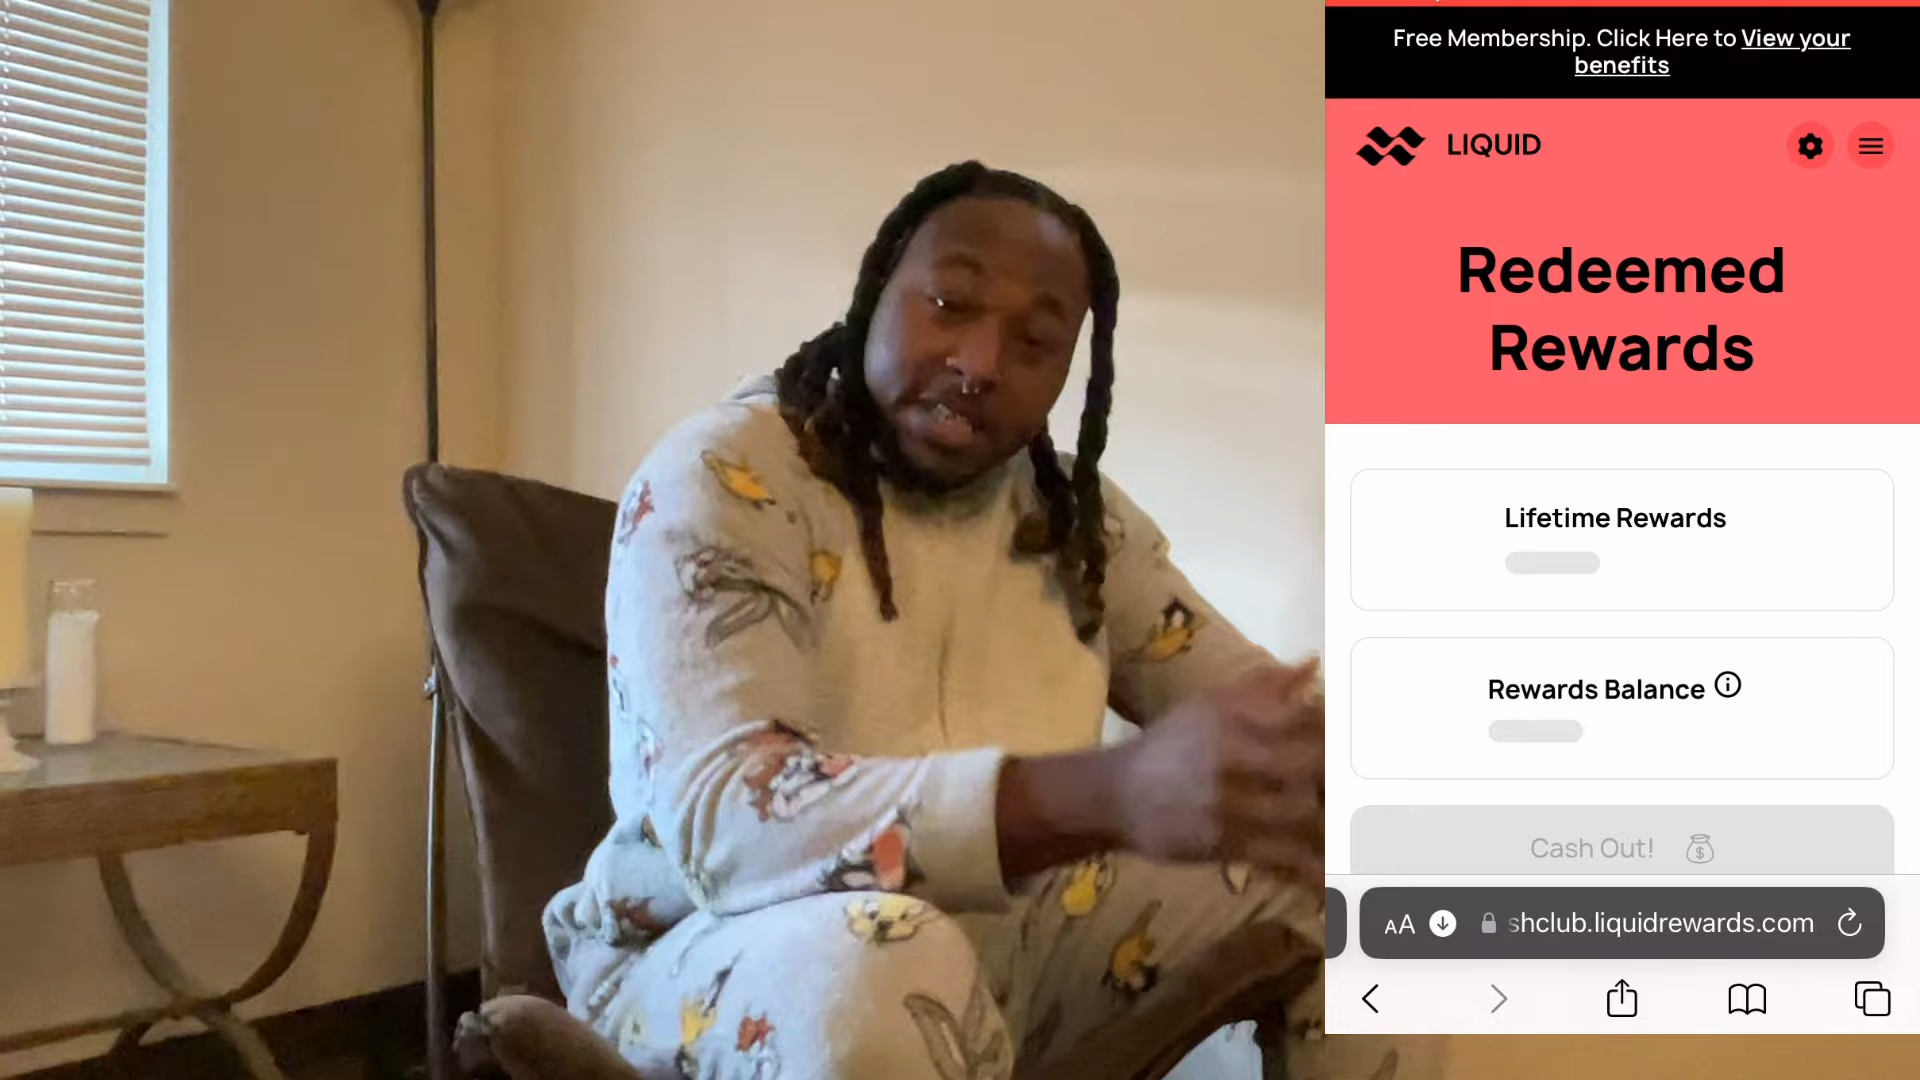 Free Membership. Click Here to View your
benefits
LIQUID
Redeemed
Rewards
Lifetime Rewards
Rewards Balance
Cash Out!
AA
shclub.liquidrewards.com